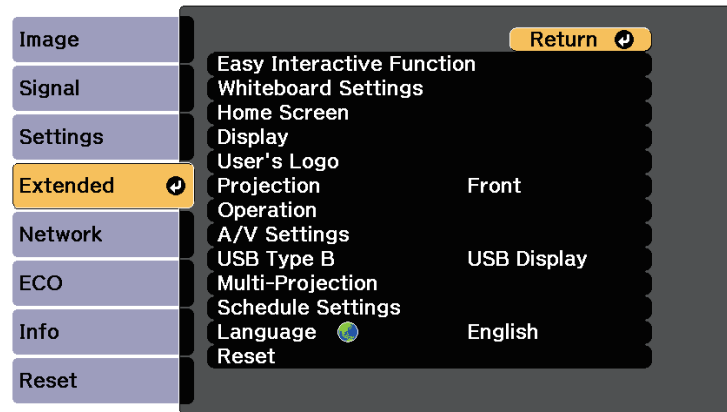 Image
Signal
Settings
Extended
Network
ECO
Info
Reset
Return
Easy Interactive Function
Whiteboard Settings
Home Screen
Display
User's Logo
Projection Front
Operation
A/V Settings
USB Type B USB Display
Multi-Projection
Schedule Settings
Language English
Reset